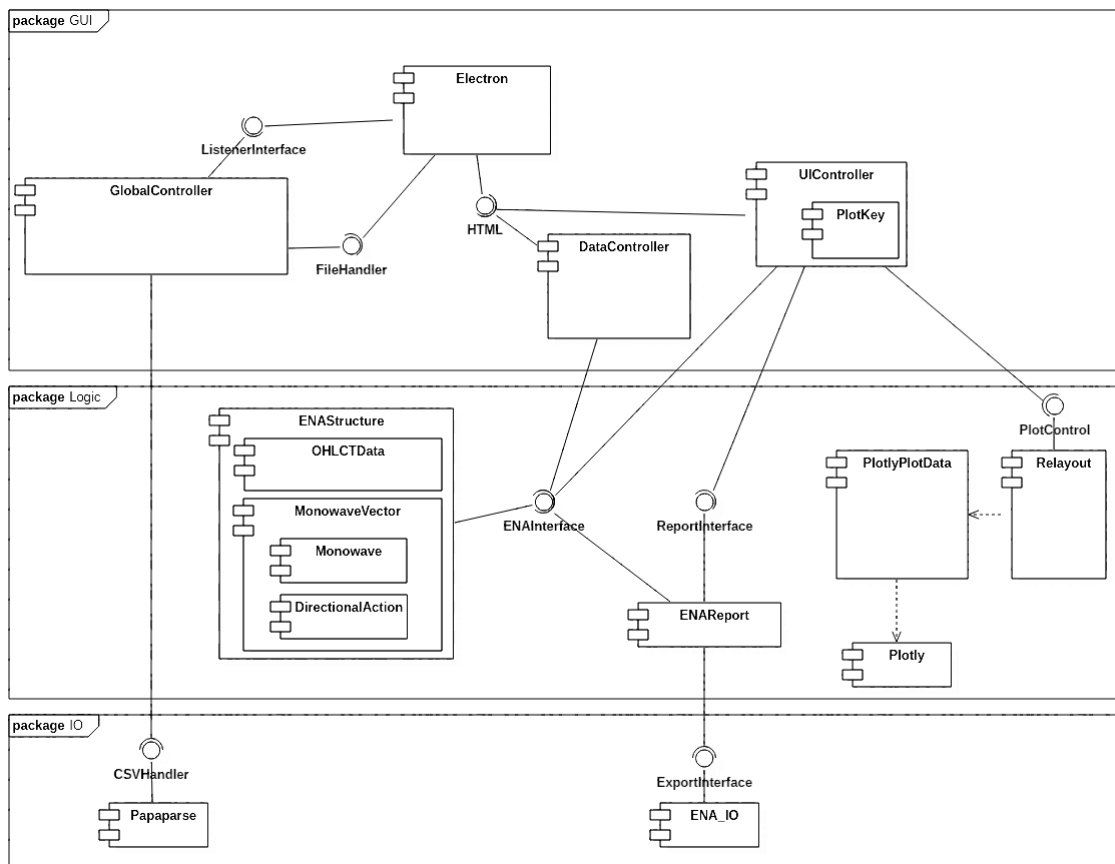 package GUI
Electron
ListenerInterface
GlobalController
UIController
PlotKey
HTML
DataController
FileHandler
package Logic
ENAStructure
OHLCTData
PlotControl
PlotlyPlotData
Relayout
MonowaveVector
ENAInterface
ReportInterface
Monowave
DirectionalAction
ENAReport
Plotly
package IO
CSVHandler
ExportInterface
Papaparse
ENA_IO